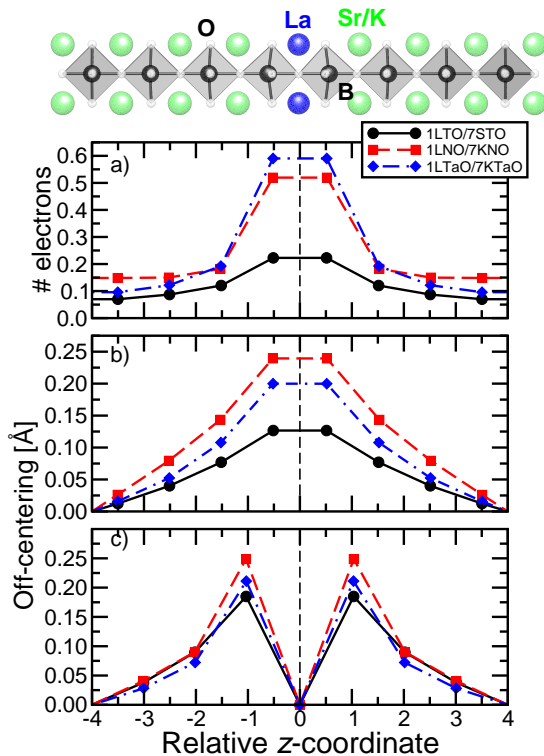 La Sr/K
O
B
1LTO/7STO
1LNO/7KNO
1LTaO/7KTaO
a)
0.6
0.5
0.4
0.3
0.2
0.1
0.0
# electrons
b)
0.25
0.20
0.15
0.10
0.05
0.00
Off-centering [Å]
c)
0.25
0.20
0.15
0.10
0.05
0.00
-4 -3 -2 -1 0 1 2 3 4
Relative z-coordinate